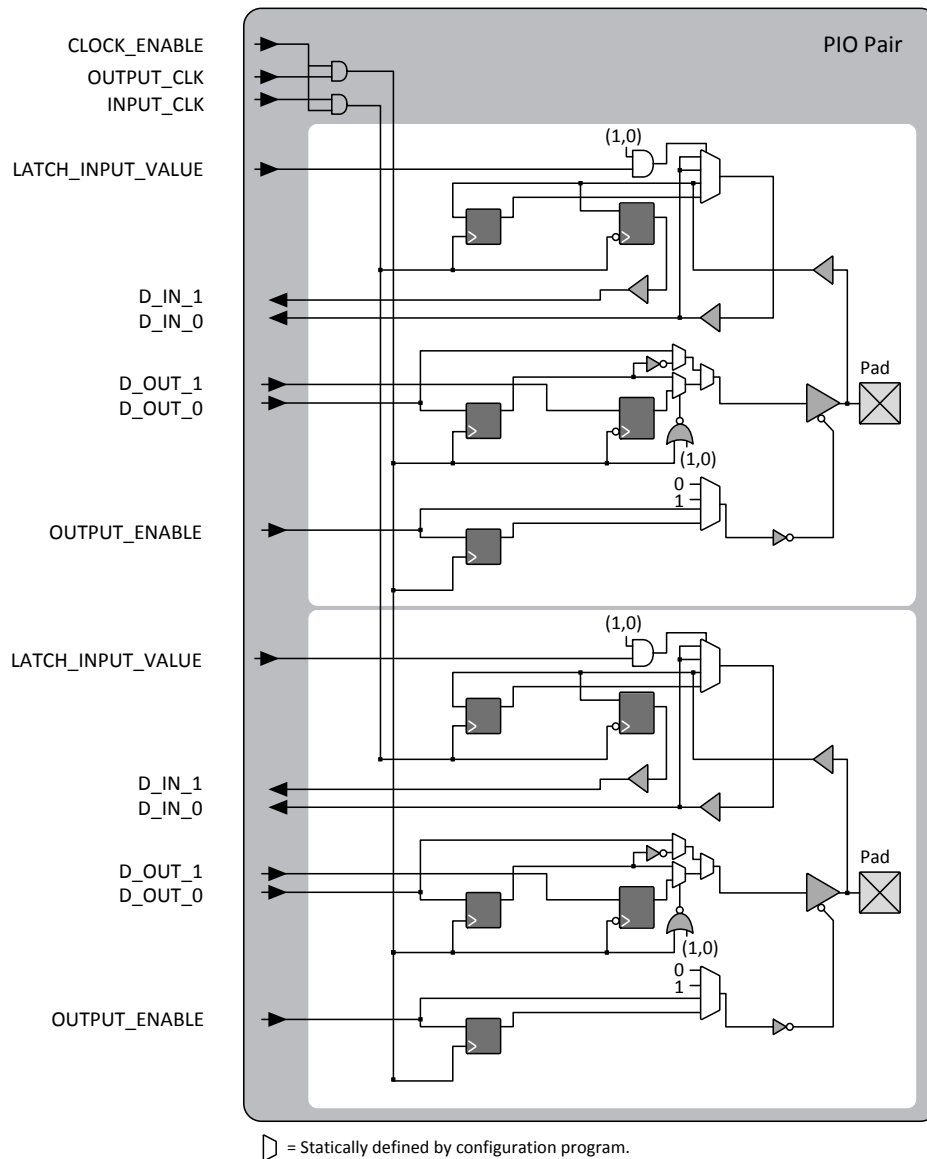 PIO Pair
CLOCK_ENABLE
OUTPUT_CLK
INPUT_CLK
(1,0)
LATCH_INPUT_VALUE
D_IN_1
D_IN_0
D_OUT_1
D_OUT_0
Pad
(1,0)
0
1
OUTPUT_ENABLE
(1,0)
LATCH_INPUT_VALUE
D_IN_1
D_IN_0
D_OUT_1
D_OUT_0
Pad
(1,0)
0
1
OUTPUT_ENABLE
= Statically defined by configuration program.